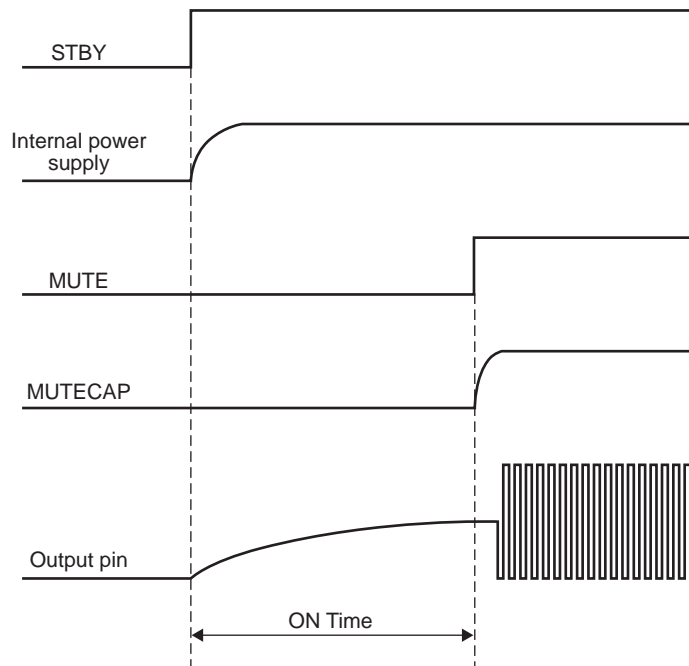 STBY
Internal power
supply
MUTE
MUTECAP
Output pin
ON Time